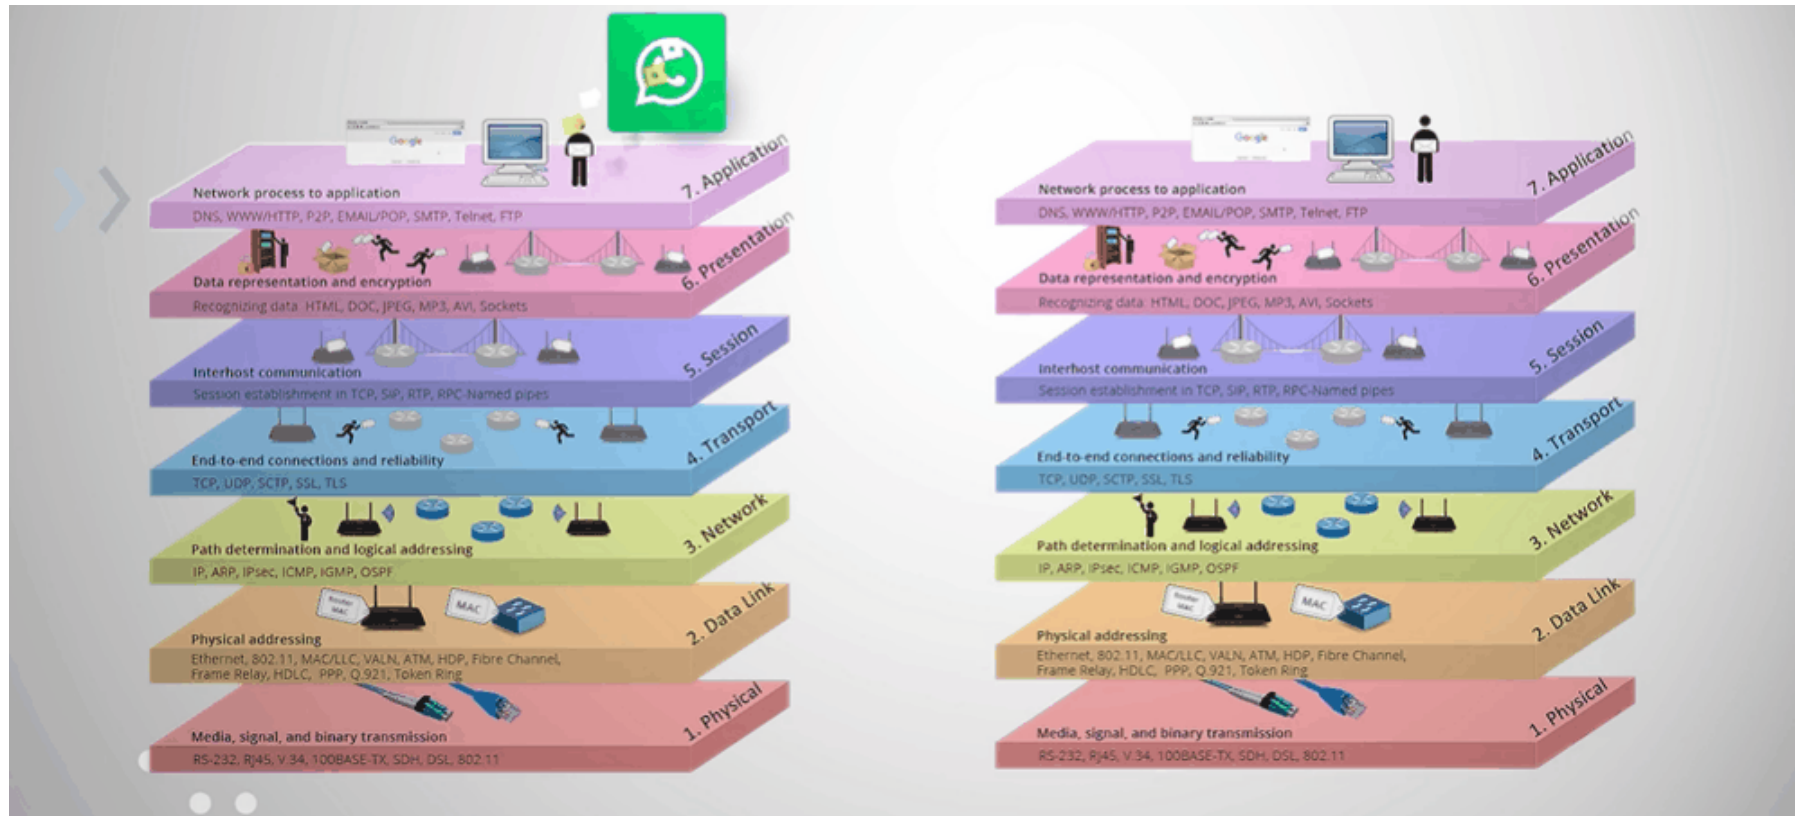 Google
7. Application
Network process to application
DNS, WWW/HTTP, P2P, EMAIL/POP, SMTP, Telnet, FTP
6. Presentation
Data representation and encryption
Recognizing data: HTML, DOC, JPEG, MP3, AVI, Sockets
5. Session
Interhost communication
Session establishment in TCP, SIP, RTP, RPC-Named pipes
4. Transport
End-to-end connections and reliability
TCP, UDP, SCTP, SSL, TLS
3. Network
Path determination and logical addressing
IP, ARP, IPsec, ICMP, IGMP, OSPF
Router
MAC
MAC
2. Data Link
Physical addressing
Ethernet, 802.11, MAC/LLC, VALN, ATM, HDP, Fibre Channel,
Frame Relay, HDLC, PPP, Q.921, Token Ring
1. Physical
Media, signal, and binary transmission
RS-232, RJ45, V.34, 100BASE-TX, SDH, DSL, 802.11
Google
7. Application
Network process to application
DNS, WWW/HTTP, P2P, EMAIL/POP, SMTP, Telnet, FTP
6. Presentation
Data representation and encryption
Recognizing data: HTML, DOC, JPEG, MP3, AVI, Sockets
5. Session
Interhost communication
Session establishment in TCP, SIP, RTP, RPC-Named pipes
4. Transport
End-to-end connections and reliability
TCP, UDP, SCTP, SSL, TLS
3. Network
Path determination and logical addressing
IP, ARP, IPsec, ICMP, IGMP, OSPF
Router
MAC
MAC
2. Data Link
Physical addressing
Ethernet, 802.11, MAC/LLC, VALN, ATM, HDP, Fibre Channel,
Frame Relay, HDLC, PPP, Q.921, Token Ring
1. Physical
Media, signal, and binary transmission
RS-232, RJ45, V.34, 100BASE-TX, SDH, DSL, 802.11